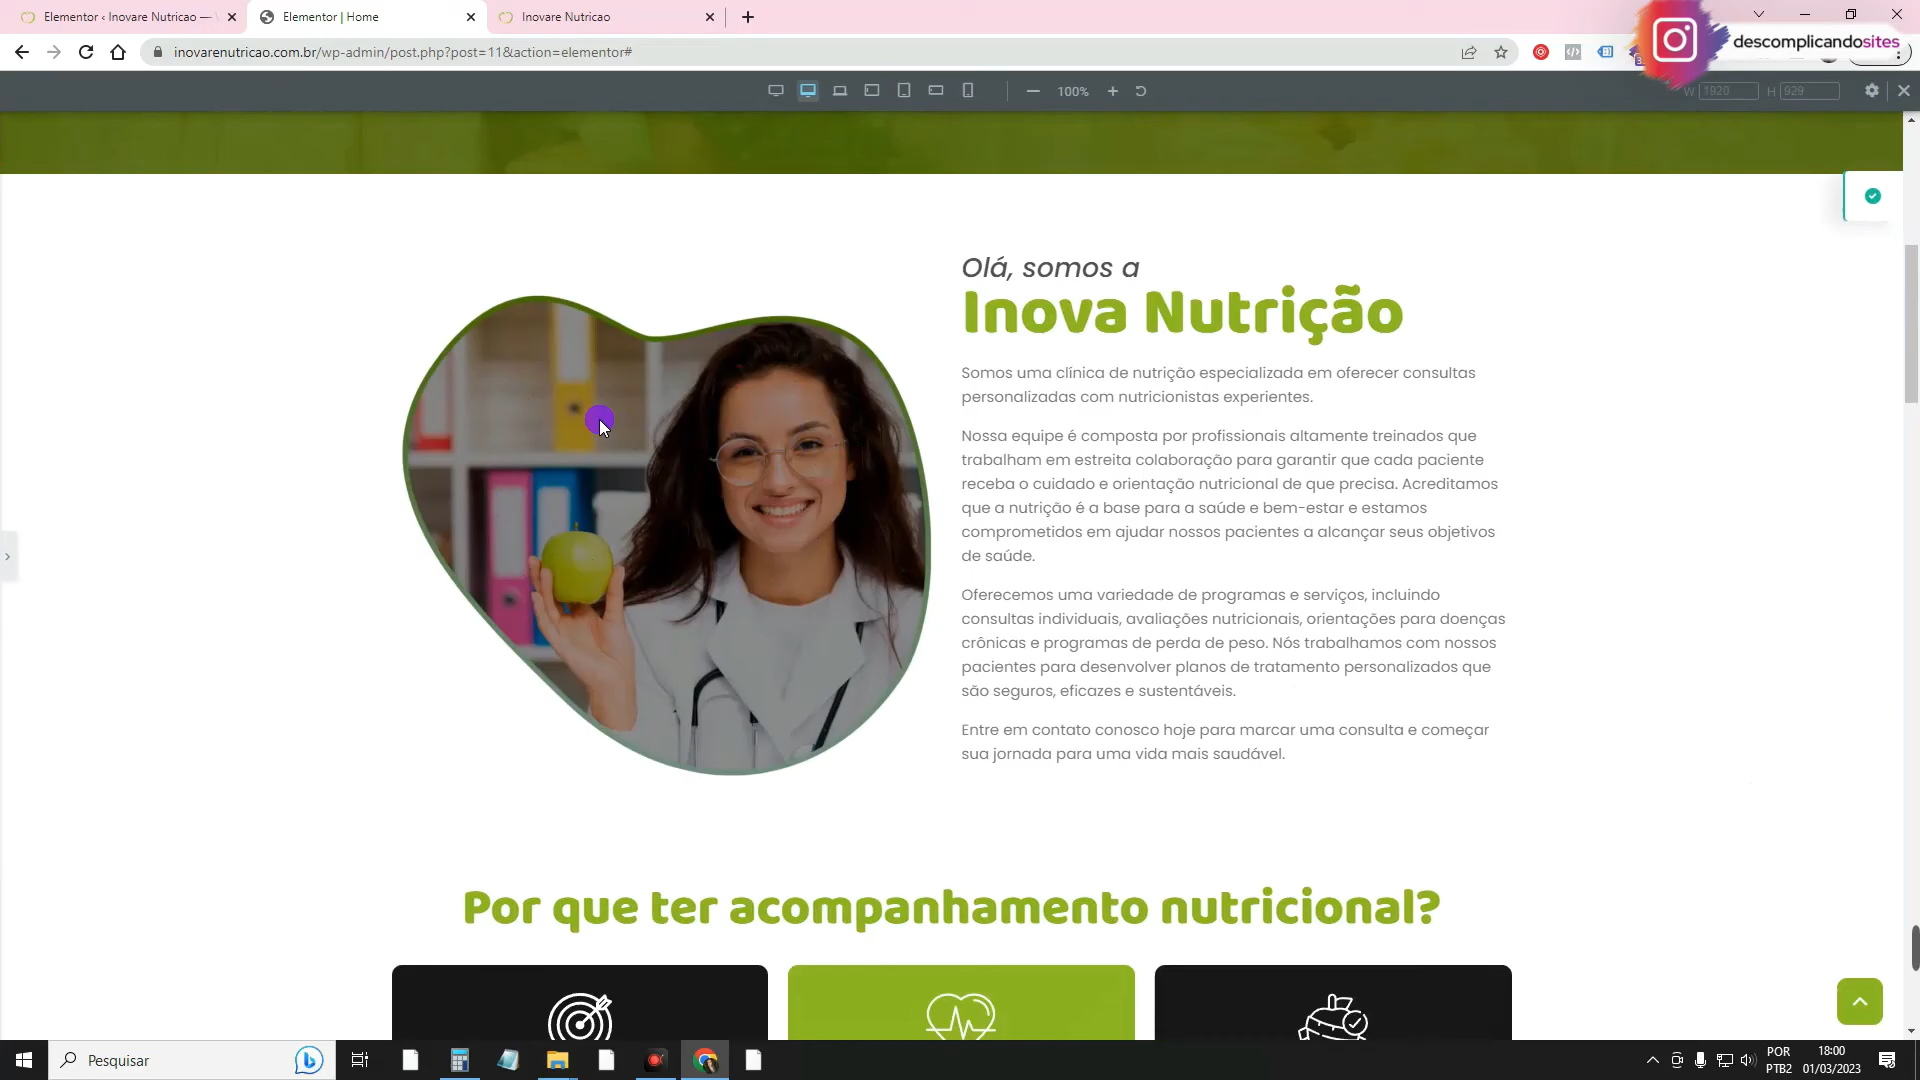 Elementor ‹ Inovare Nutricao —
Elementor | Home
Inovare Nutricao
inovarenutricao.com.br/wp-admin/post.php?post=11&action=elementor#
descomplicandosites
100%
W 1920 H 929
Olá, somos a
Inova Nutrição
Somos uma clínica de nutrição especializada em oferecer consultas
personalizadas com nutricionistas experientes.
Nossa equipe é composta por profissionais altamente treinados que
trabalham em estreita colaboração para garantir que cada paciente
receba o cuidado e orientação nutricional de que precisa. Acreditamos
que a nutrição é a base para a saúde e bem-estar e estamos
comprometidos em ajudar nossos pacientes a alcançar seus objetivos
de saúde.
Oferecemos uma variedade de programas e serviços, incluindo
consultas individuais, avaliações nutricionais, orientações para doenças
crônicas e programas de perda de peso. Nós trabalhamos com nossos
pacientes para desenvolver planos de tratamento personalizados que
são seguros, eficazes e sustentáveis.
Entre em contato conosco hoje para marcar uma consulta e começar
sua jornada para uma vida mais saudável.
Por que ter acompanhamento nutricional?
Pesquisar
POR
PTB2
18:00
01/03/2023